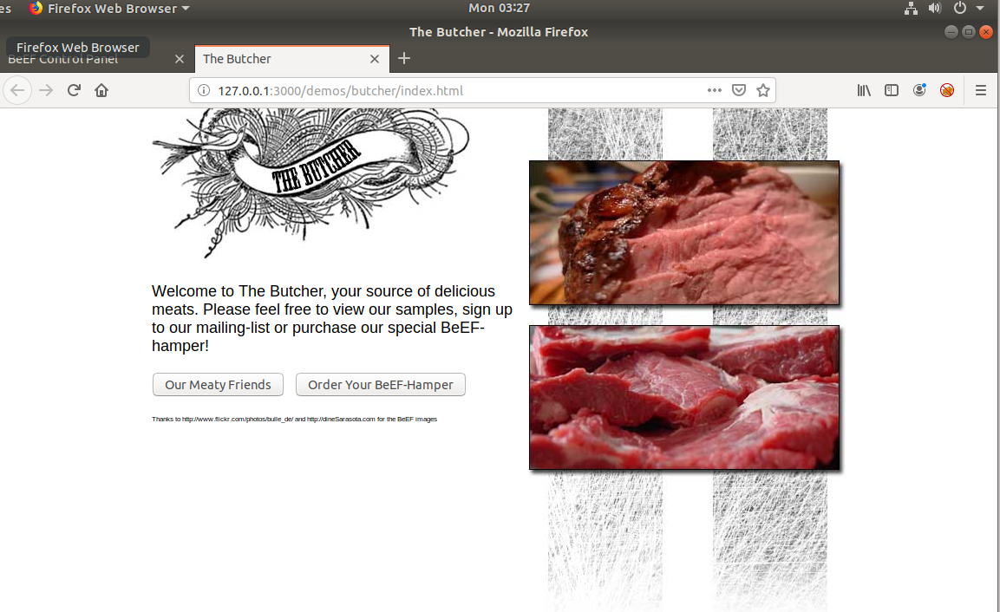 es Firefox Web Browser Mon 03:27
The Butcher - Mozilla Firefox
Firefox Web Browser
BeEF Control Panel The Butcher
127.0.0.1:3000/demos/butcher/index.html
THE BUTCHER
Welcome to The Butcher, your source of delicious
meats. Please feel free to view our samples, sign up
to our mailing-list or purchase our special BeEF-
hamper!
Our Meaty Friends Order Your BeEF-Hamper
Thanks to http://www.flickr.com/photos/bulle_de/ and http://dineSarasota.com for the BeEF images